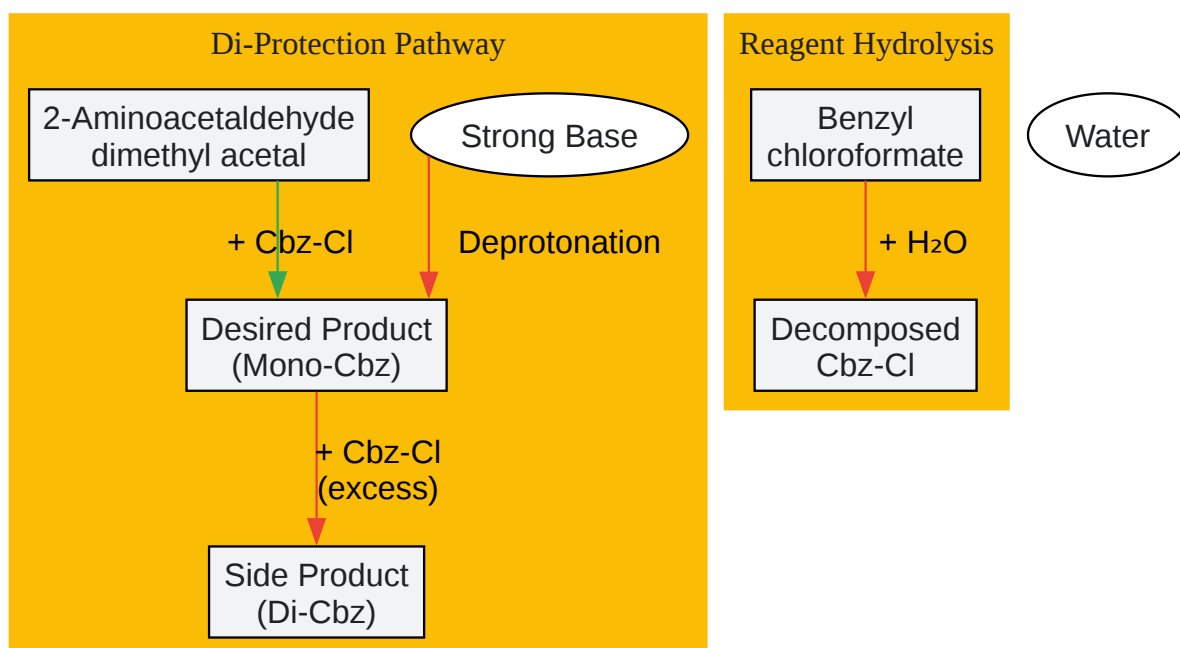 Di-Protection Pathway
2-Aminoacetaldehyde
dimethyl acetal
Strong Base
+ Cbz-Cl
Deprotonation
Desired Product
(Mono-Cbz)
+ Cbz-Cl
(excess)
Side Product
(Di-Cbz)
Reagent Hydrolysis
Benzyl
chloroformate
+ H₂O
Decomposed
Cbz-Cl
Water